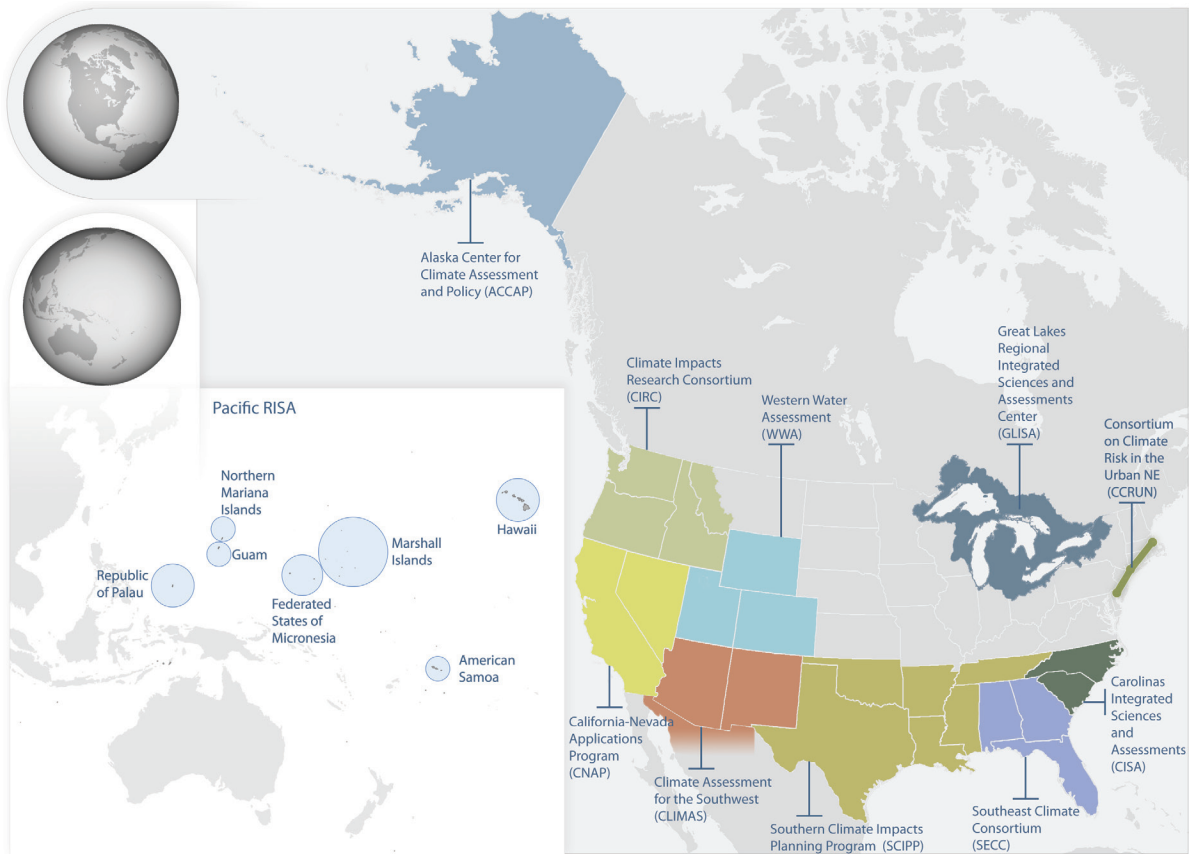 Alaska Center for
Climate Assessment
and Policy (ACCAP)
Great Lakes
Regional
Integrated
Sciences and
Assessments
Center
(GLISA)
Climate Impacts
Research Consortium
(CIRC)
Western Water
Assessment
(WWA)
Consortium
on Climate
Risk in the
Urban NE
(CCRUN)
Pacific RISA
Northern
Mariana
Islands
Guam
Hawaii
Marshall
Islands
Republic
of Palau
Federated
States of
Micronesia
American
Samoa
California-Nevada
Applications
Program
(CNAP)
Climate Assessment
for the Southwest
(CLIMAS)
Southern Climate Impacts
Planning Program (SCIPP)
Southeast Climate
Consortium
(SECC)
Carolinas
Integrated
Sciences
and
Assessments
(CISA)